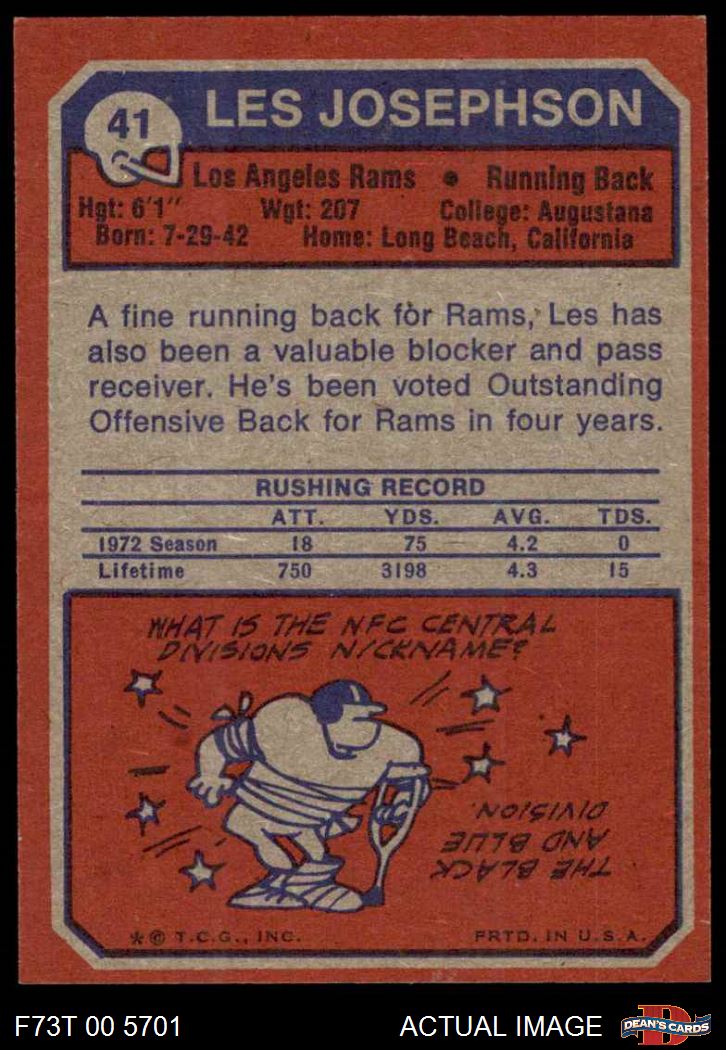 41
LES JOSEPHSON
Los Angeles Rams • Running Back
Hgt: 6'1" Wgt: 207 College: Augustana
Born: 7-29-42 Home: Long Beach, California
A fine running back for Rams, Les has
also been a valuable blocker and pass
receiver. He's been voted Outstanding
Offensive Back for Rams in four years.
RUSHING RECORD
ATT. YDS. AVG. TDS.
1972 Season 18 75 4.2 0
Lifetime 750 3198 4.3 15
WHAT IS THE NFC CENTRAL
DIVISIONS NICKNAME?
THE BLACK
AND BLUE
DIVISION.
* © T.C.G., INC. PRTD. IN U.S.A.
F73T 00 5701 ACTUAL IMAGE D DEAN'S CARDS